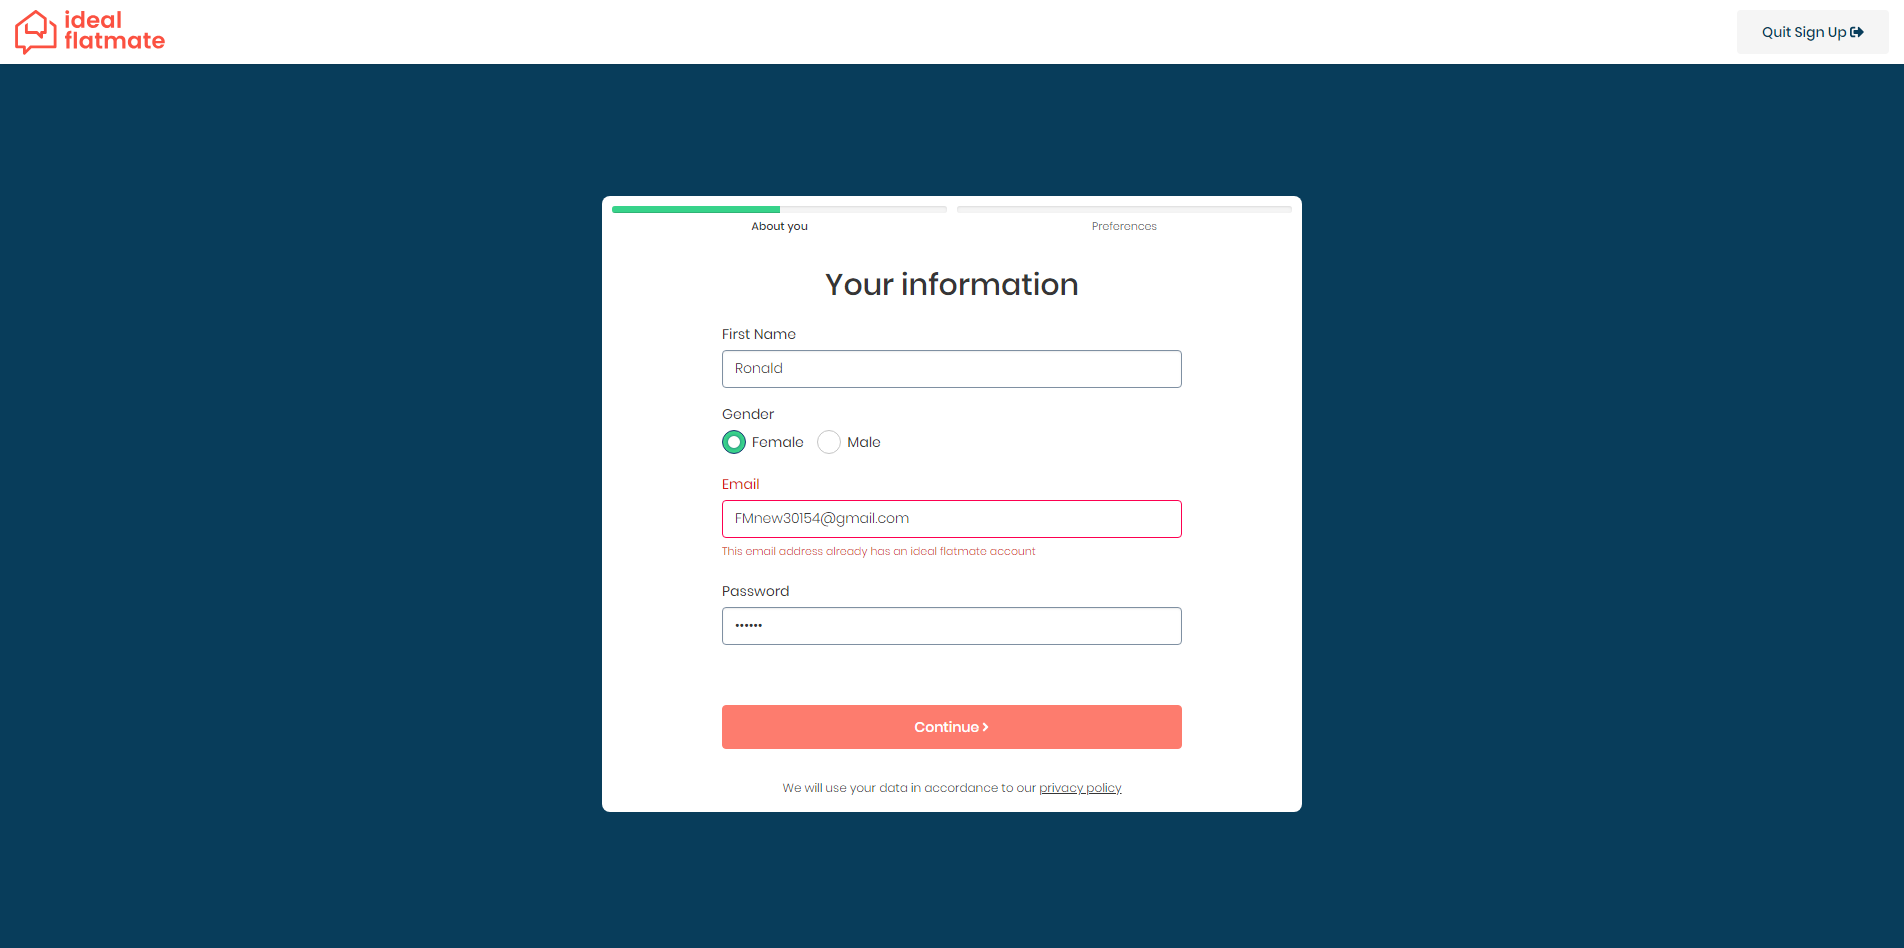 ideal
flatmate
Quit Sign Up
About you
Preferences
Your information
First Name
Ronald
Gender
Female
Male
Email
FMnew30154@gmail.com
This email address already has an ideal flatmate account
Password
••••••
Continue
We will use your data in accordance to our privacy policy